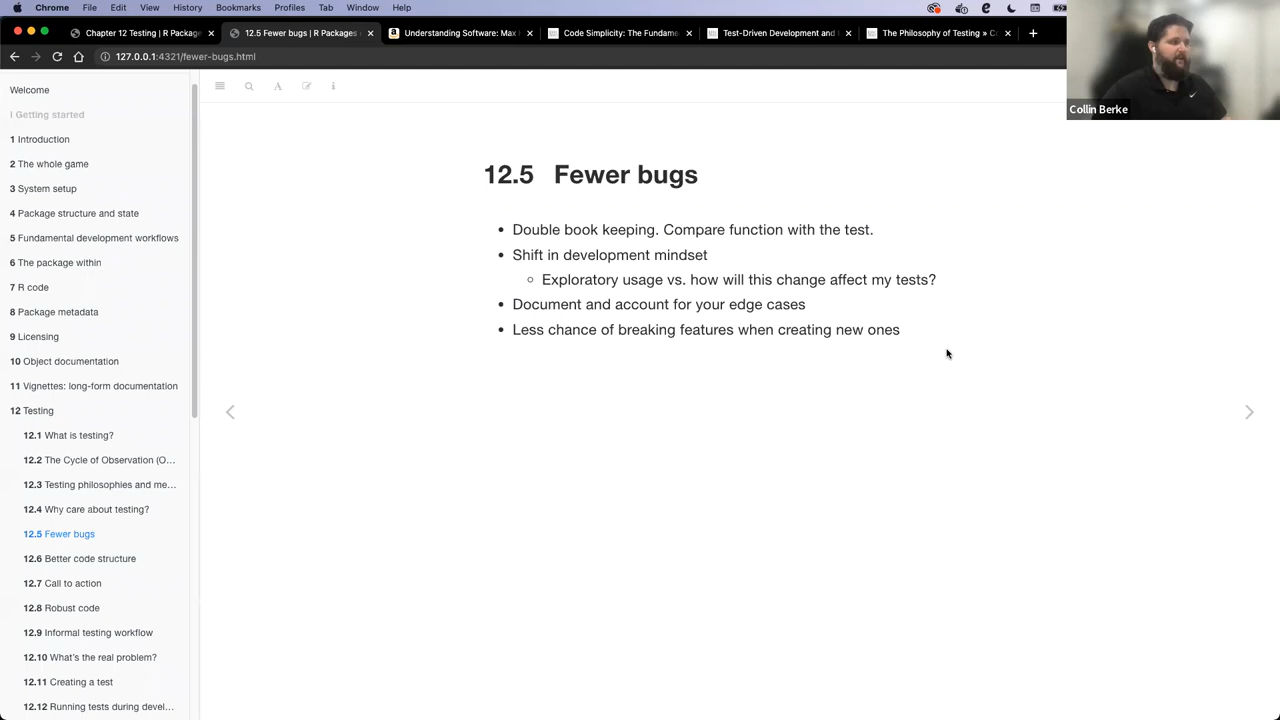 Chrome File Edit View History Bookmarks Profiles Tab Window Help
Chapter 12 Testing | R Package
12.5 Fewer bugs | R Packages
Understanding Software: Max
Code Simplicity: The Fundame
Test-Driven Development and
The Philosophy of Testing » C
127.0.0.1:4321/fewer-bugs.html
Collin Berke
Welcome
I Getting started
1 Introduction
2 The whole game
3 System setup
4 Package structure and state
5 Fundamental development workflows
6 The package within
7 R code
8 Package metadata
9 Licensing
10 Object documentation
11 Vignettes: long-form documentation
12 Testing
12.1 What is testing?
12.2 The Cycle of Observation (O...
12.3 Testing philosophies and me...
12.4 Why care about testing?
12.5 Fewer bugs
12.6 Better code structure
12.7 Call to action
12.8 Robust code
12.9 Informal testing workflow
12.10 What's the real problem?
12.11 Creating a test
12.12 Running tests during devel...
12.5 Fewer bugs
Double book keeping. Compare function with the test.
Shift in development mindset
Exploratory usage vs. how will this change affect my tests?
Document and account for your edge cases
Less chance of breaking features when creating new ones